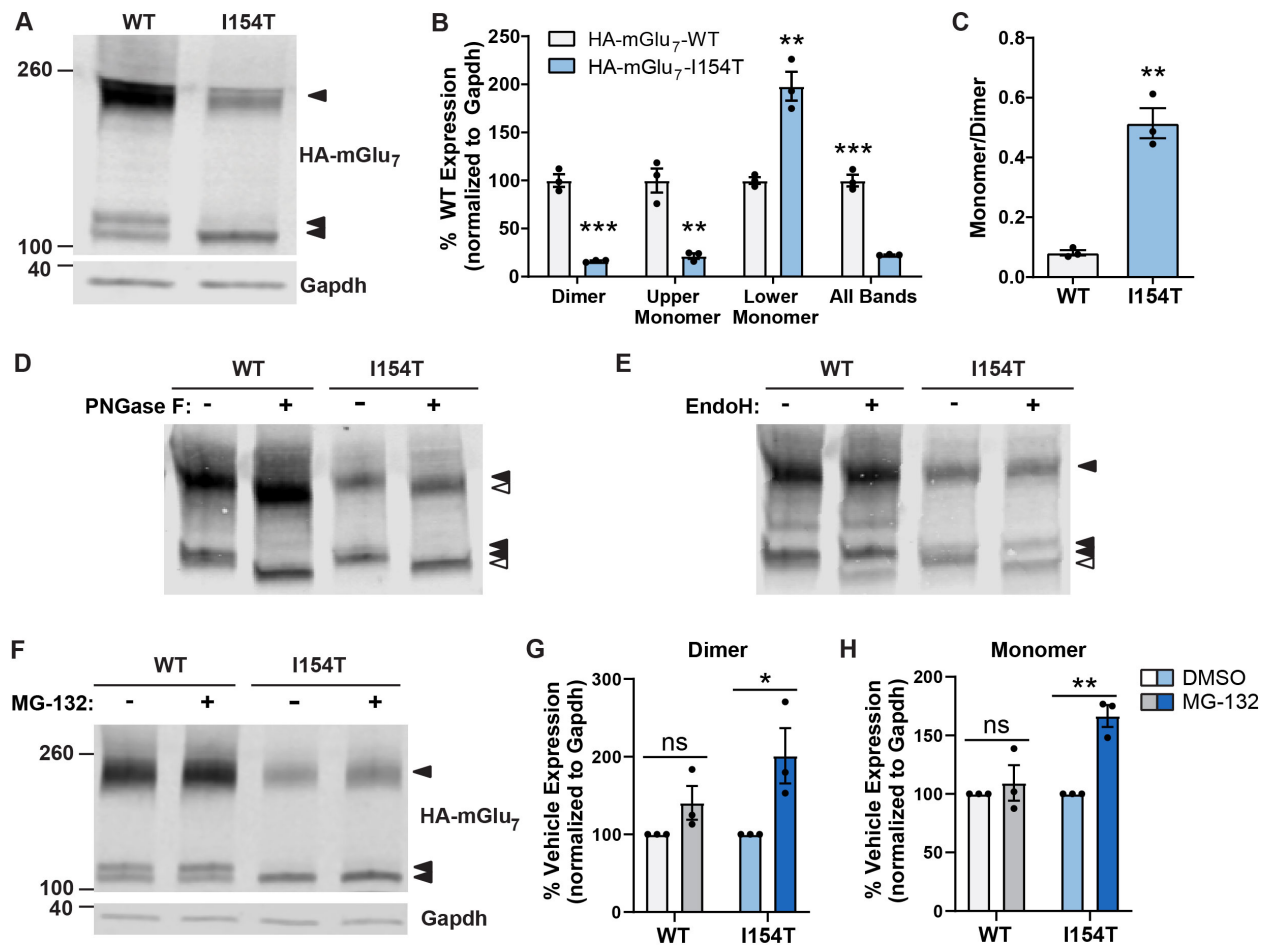 A
WT I154T
260
HA-mGlu7
100
40
Gapdh
B
% WT Expression
(normalized to Gapdh)
250
200
150
100
50
0
HA-mGlu7-WT
HA-mGlu7-I154T
***
**
**
***
Dimer
Upper
Monomer
Lower
Monomer
All Bands
C
Monomer/Dimer
0.8
0.6
0.4
0.2
0.0
**
WT I154T
D
WT I154T
PNGase F: - + - +
E
WT I154T
EndoH: - + - +
F
WT I154T
MG-132: - + - +
260
HA-mGlu7
100
40
Gapdh
G
Dimer
% Vehicle Expression
(normalized to Gapdh)
300
200
100
0
ns
*
WT I154T
H
Monomer
% Vehicle Expression
(normalized to Gapdh)
200
150
100
50
0
ns
**
WT I154T
DMSO
MG-132